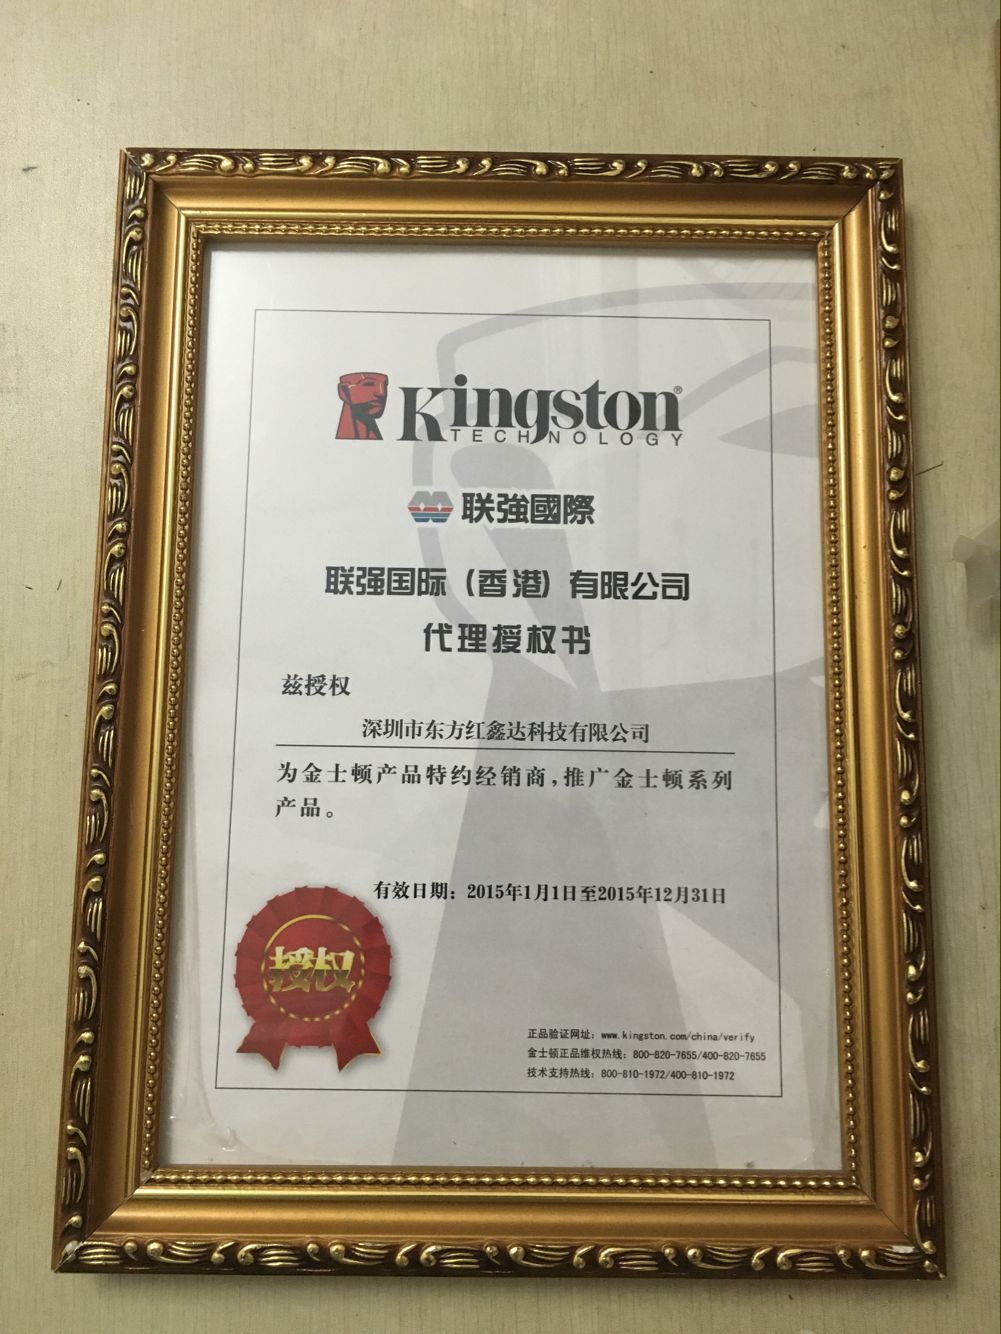 Kingston®
TECHNOLOGY
联強國際
联强国际（香港）有限公司
代理授权书
兹授权
深圳市东方红鑫达科技有限公司
为金士顿产品特约经销商,推广金士顿系列
产品。
有效日期：2015年1月1日至2015年12月31日
授权
正品验证网址：www.kingston.com/china/verify
金士顿正品维权热线：800-820-7655/400-820-7655
技术支持热线：800-810-1972/400-810-1972